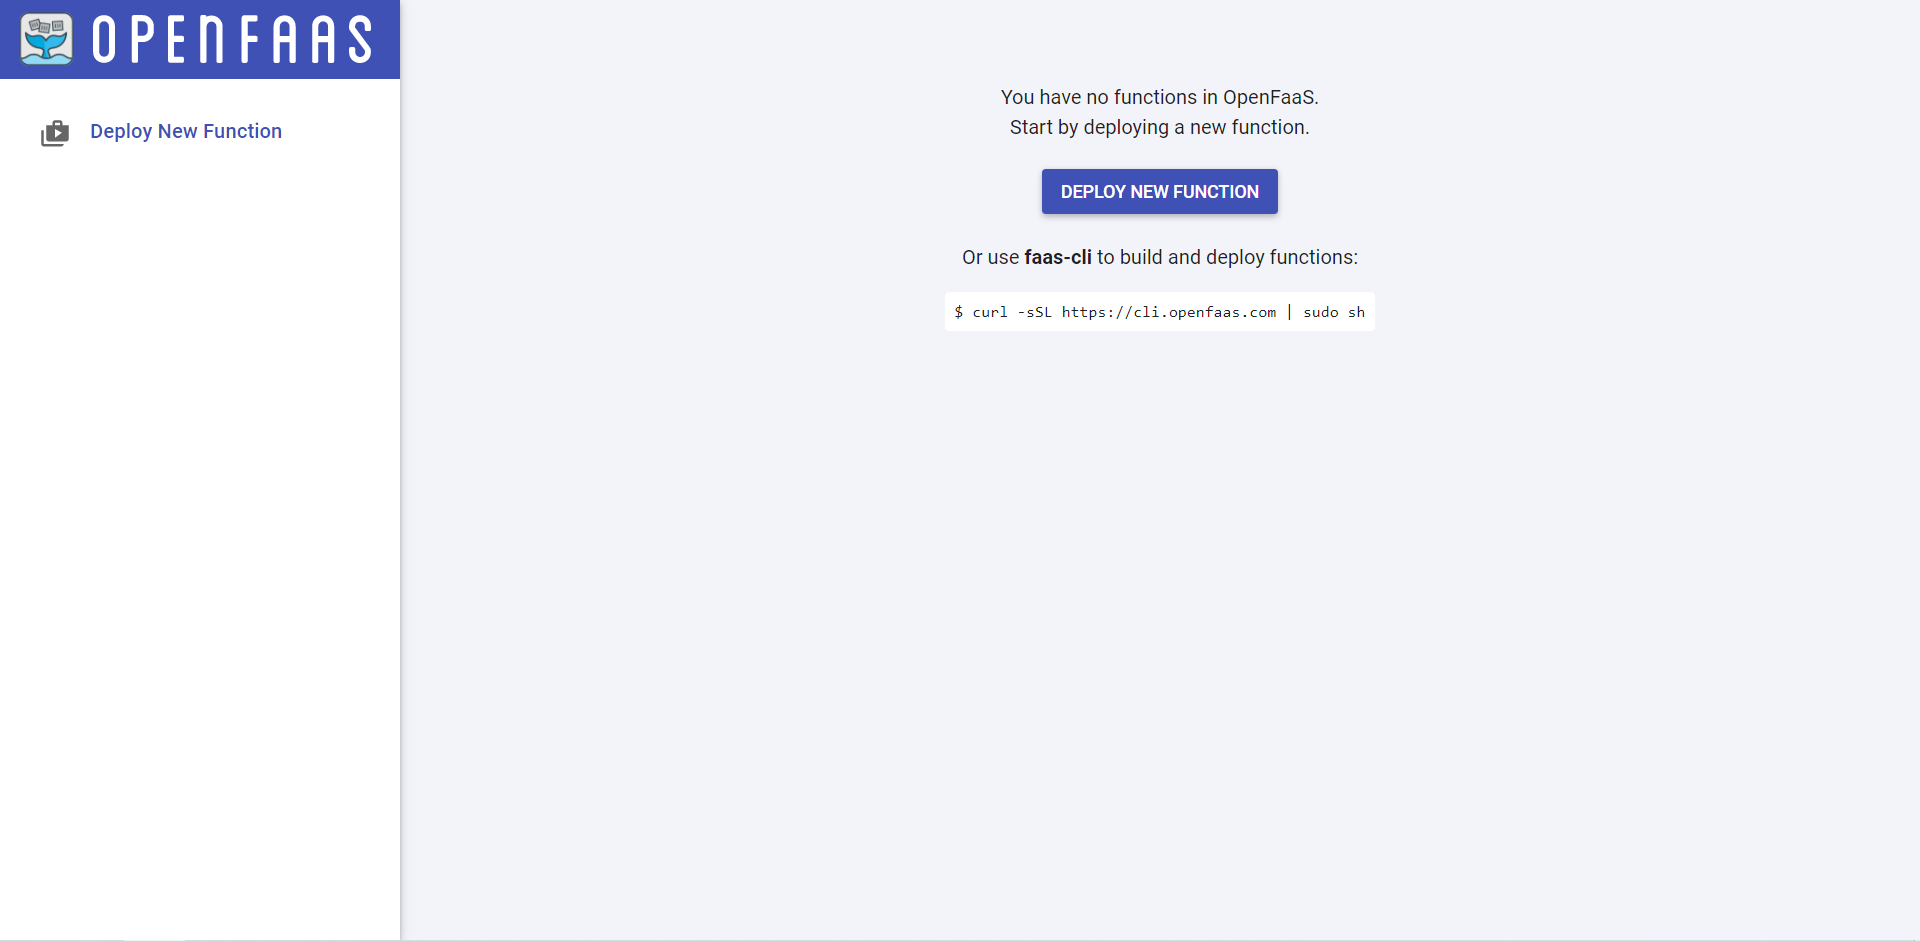 OPENFAAS
Deploy New Function
You have no functions in OpenFaaS.
Start by deploying a new function.
DEPLOY NEW FUNCTION
Or use faas-cli to build and deploy functions:
$ curl -sSL https://cli.openfaas.com | sudo sh